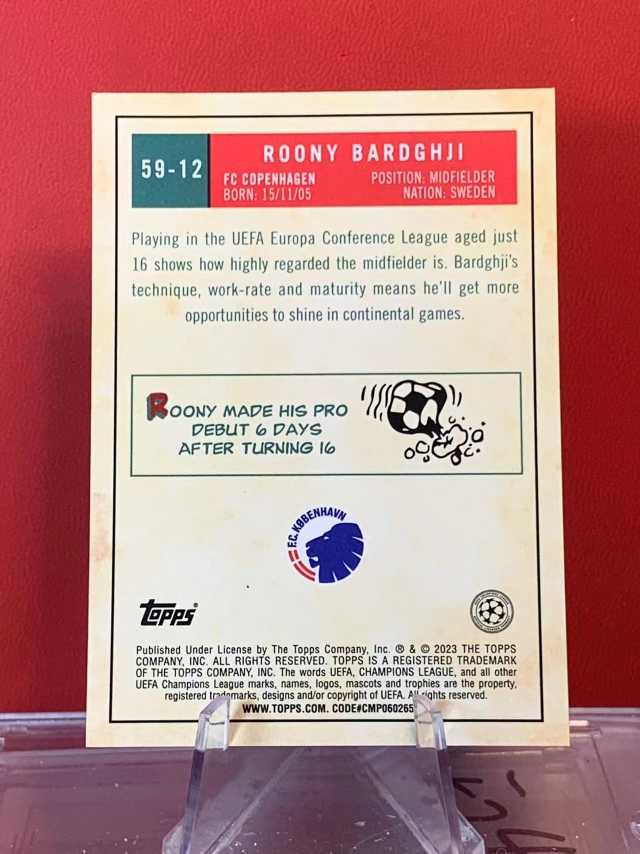 59-12
ROONY BARDGHJI
FC COPENHAGEN
BORN: 15/11/05
POSITION: MIDFIELDER
NATION: SWEDEN
Playing in the UEFA Europa Conference League aged just
16 shows how highly regarded the midfielder is. Bardghji's
technique, work-rate and maturity means he'll get more
opportunities to shine in continental games.
ROONY MADE HIS PRO
DEBUT 6 DAYS
AFTER TURNING 16
F.C. KØBENHAVN
Topps®
Published Under License by The Topps Company, Inc. ® & © 2023 THE TOPPS
COMPANY, INC. ALL RIGHTS RESERVED. TOPPS IS A REGISTERED TRADEMARK
OF THE TOPPS COMPANY, INC. The words UEFA, CHAMPIONS LEAGUE, and all other
UEFA Champions League marks, names, logos, mascots and trophies are the property,
registered trademarks, designs and/or copyright of UEFA. All rights reserved.
WWW.TOPPS.COM. CODE#CMP060265